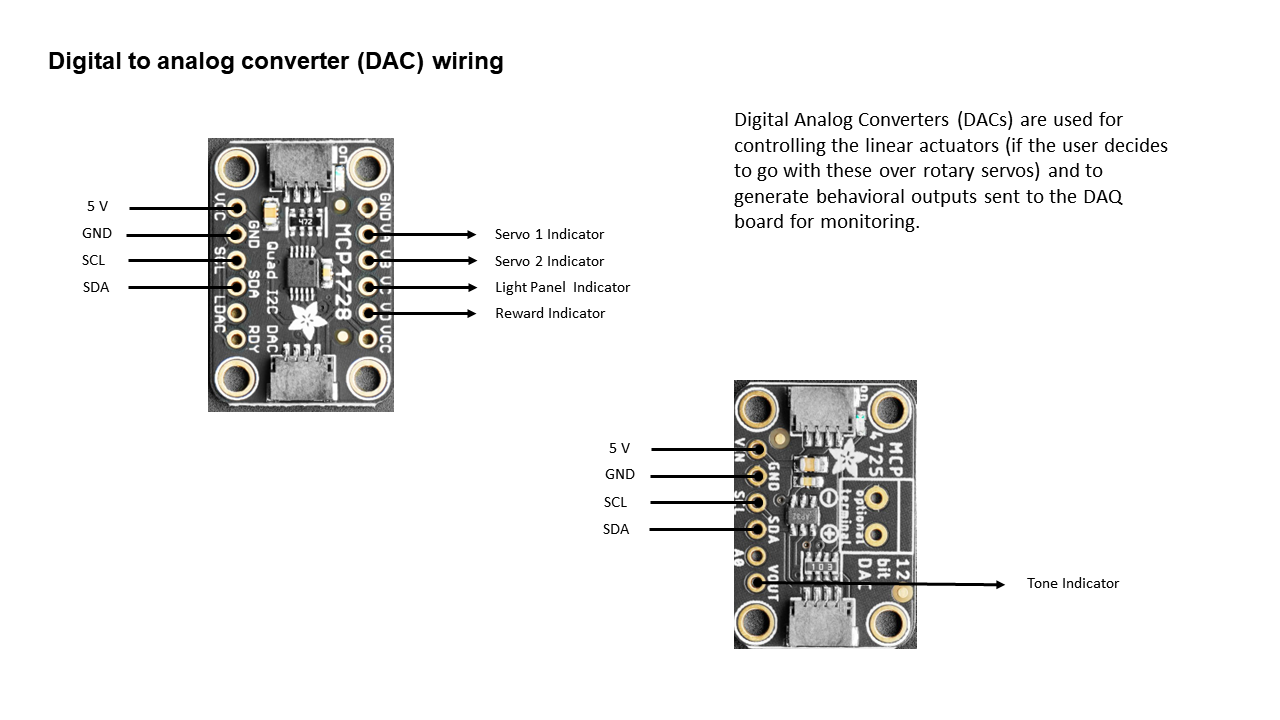 Digital to analog converter (DAC) wiring
Digital Analog Converters (DACs) are used for
controlling the linear actuators (if the user decides
to go with these over rotary servos) and to
generate behavioral outputs sent to the DAQ
board for monitoring.
5 V
GND
SCL
SDA
VCC
GND
SCL
SDA
LDAC
RDY
on
472
Quad I2C DAC
MCP4728
GND
VA
VB
VC
VD
VCC
Servo 1 Indicator
Servo 2 Indicator
Light Panel Indicator
Reward Indicator
5 V
GND
SCL
SDA
VIN
GND
SCL
SDA
A0
VOUT
on
MCP
4725
optional
terminal
103
12
bit
DAC
Tone Indicator